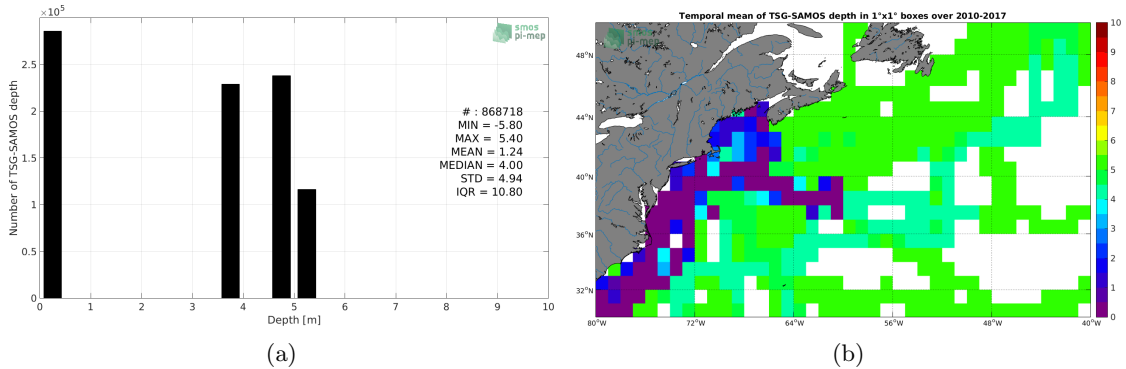 ×10⁵
2.5
2
1.5
1
0.5
0
0 1 2 3 4 5 6 7 8 9 10
Number of TSG-SAMOS depth
Depth [m]
smos
pi-mep
# : 868718
MIN = -5.80
MAX = 5.40
MEAN = 1.24
MEDIAN = 4.00
STD = 4.94
IQR = 10.80
(a)
Temporal mean of TSG-SAMOS depth in 1°x1° boxes over 2010-2017
smos
pi-mep
48°N
44°N
40°N
36°N
32°N
80°W 72°W 64°W 56°W 48°W 40°W
10
9
8
7
6
5
4
3
2
1
0
(b)